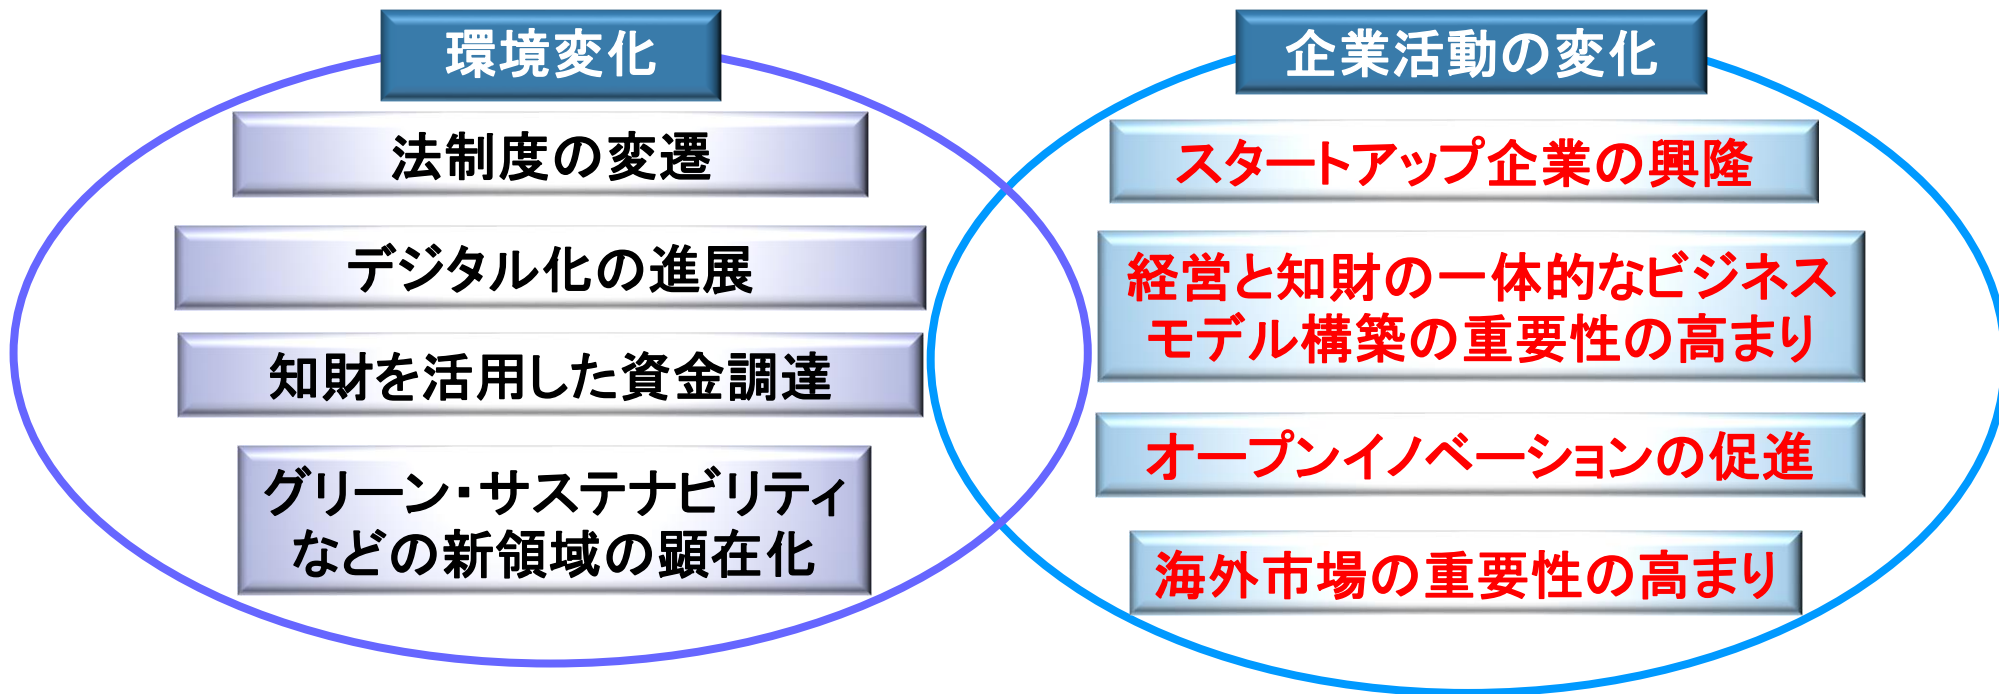 環境変化
法制度の変遷
デジタル化の進展
知財を活用した資金調達
グリーン・サステナビリティ
などの新領域の顕在化
企業活動の変化
スタートアップ企業の興隆
経営と知財の一体的なビジネス
モデル構築の重要性の高まり
オープンイノベーションの促進
海外市場の重要性の高まり